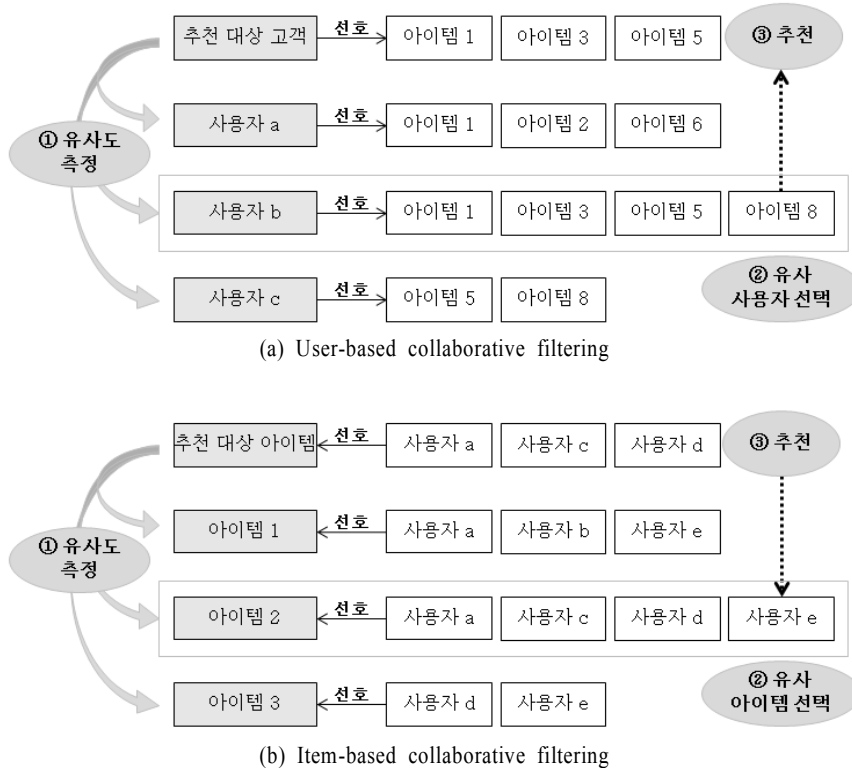 추천 대상 고객 선호 아이템 1 아이템 3 아이템 5 ③ 추천
사용자 a 선호 아이템 1 아이템 2 아이템 6
① 유사도
측정
사용자 b 선호 아이템 1 아이템 3 아이템 5 아이템 8
② 유사
사용자 선택
사용자 c 선호 아이템 5 아이템 8
(a) User-based collaborative filtering
추천 대상 아이템 선호 사용자 a 사용자 c 사용자 d ③ 추천
아이템 1 선호 사용자 a 사용자 b 사용자 e
① 유사도
측정
아이템 2 선호 사용자 a 사용자 c 사용자 d 사용자 e
② 유사
아이템 선택
아이템 3 선호 사용자 d 사용자 e
(b) Item-based collaborative filtering